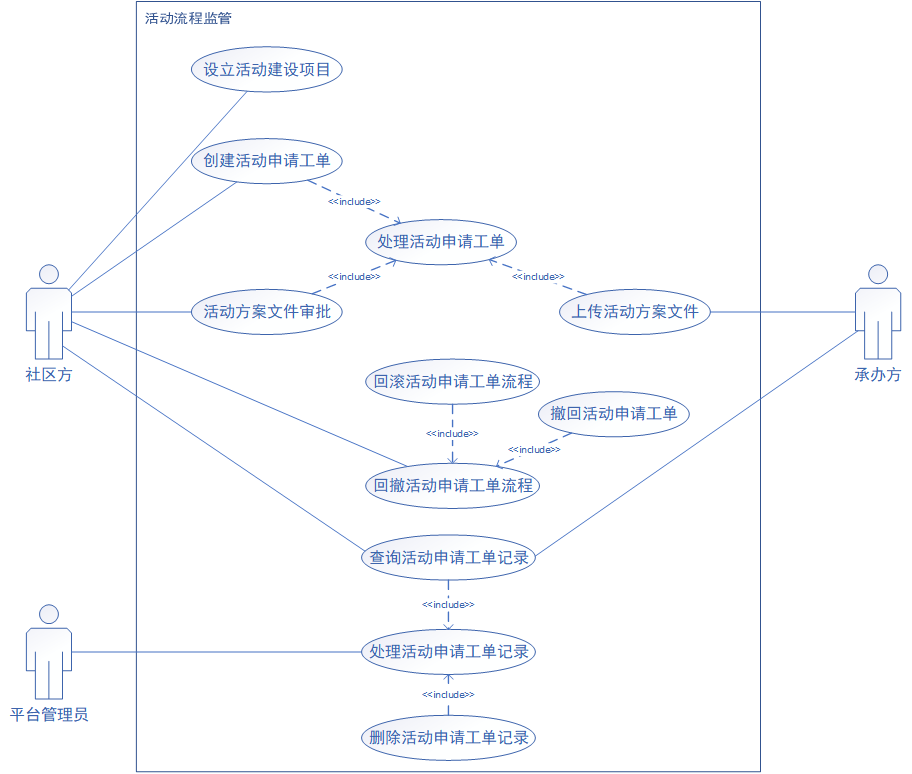 活动流程监管
设立活动建设项目
创建活动申请工单
<<include>>
处理活动申请工单
<<include>>
<<include>>
活动方案文件审批
上传活动方案文件
社区方
承办方
回滚活动申请工单流程
撤回活动申请工单
<<include>>
<<include>>
回撤活动申请工单流程
查询活动申请工单记录
<<include>>
处理活动申请工单记录
平台管理员
<<include>>
删除活动申请工单记录